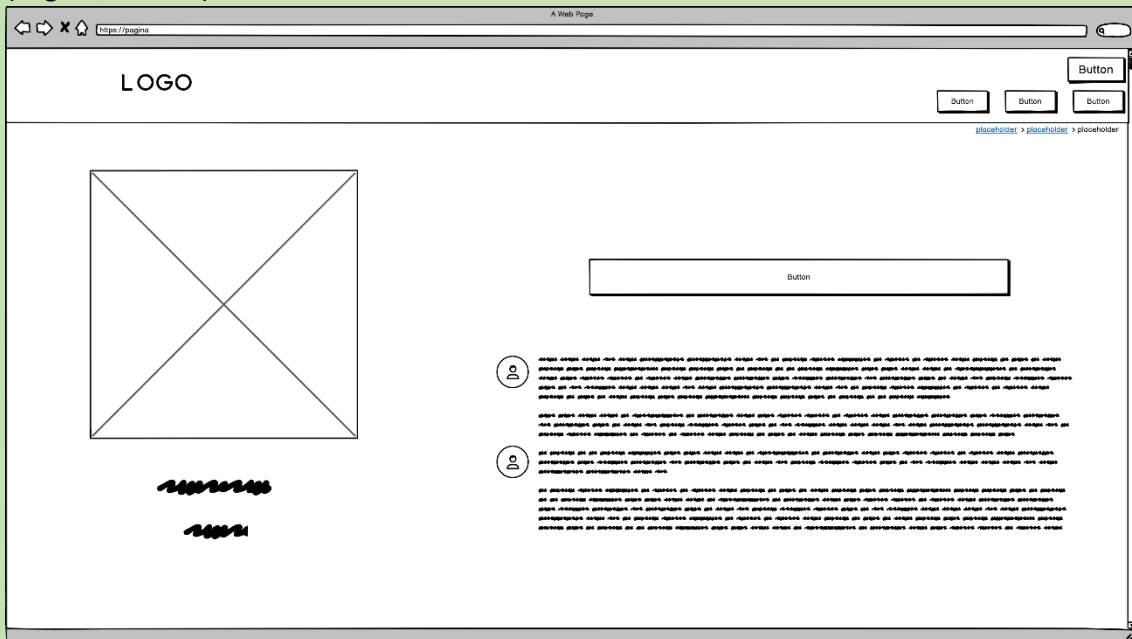 A Web Page
https://pagina
LOGO
Button
Button Button Button
placeholder > placeholder > placeholder
Button